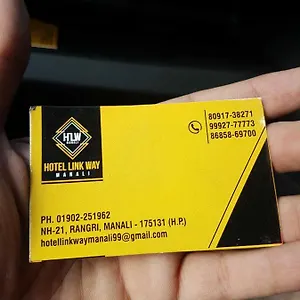 HLW
HOTEL LINK WAY
MANALI
80917-38271
99927-77773
86858-69700
PH. 01902-251962
NH-21, RANGRI, MANALI - 175131 (H.P.)
hotellinkwaymanali99@gmail.com